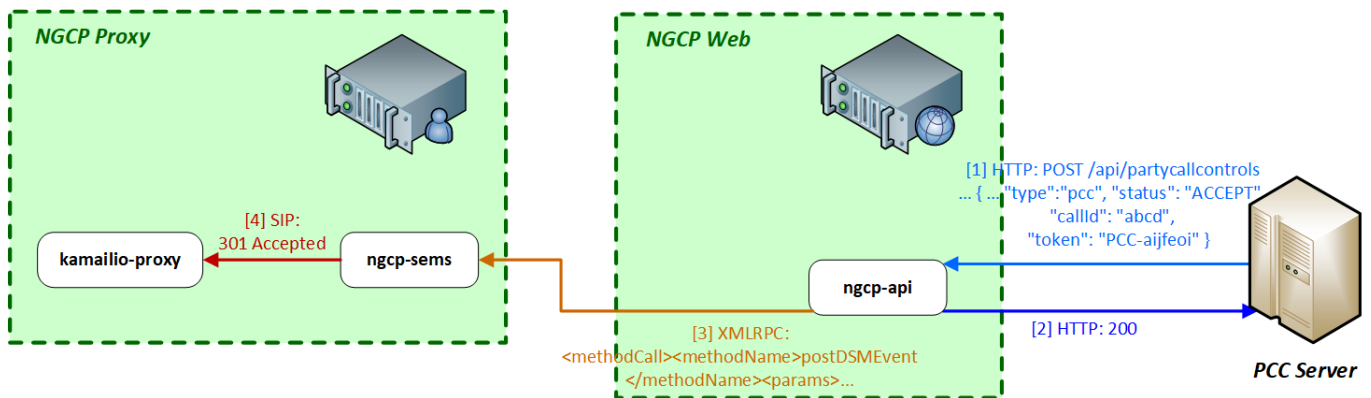 NGCP Proxy
NGCP Web
[1] HTTP: POST /api/partycallcontrols
... { ... "type":"pcc", "status": "ACCEPT"
"callId": "abcd",
"token": "PCC-aijfeoi" }
[4] SIP:
301 Accepted
kamailio-proxy
ngcp-sems
ngcp-api
[2] HTTP: 200
[3] XMLRPC:
<methodCall><methodName>postDSMEvent
</methodName><params>...
PCC Server